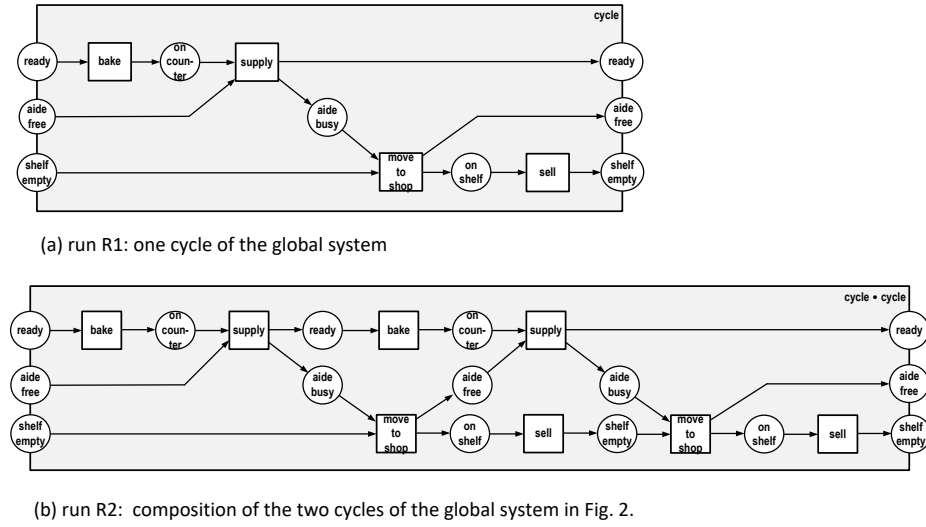 cycle
ready
bake
on
coun-
ter
supply
ready
aide
free
aide
busy
aide
free
shelf
empty
move
to
shop
on
shelf
sell
shelf
empty
(a) run R1: one cycle of the global system
cycle • cycle
ready
bake
on
coun-
ter
supply
ready
bake
on
coun-
ter
supply
ready
aide
free
aide
busy
aide
free
aide
busy
aide
free
shelf
empty
move
to
shop
on
shelf
sell
shelf
empty
move
to
shop
on
shelf
sell
shelf
empty
(b) run R2: composition of the two cycles of the global system in Fig. 2.